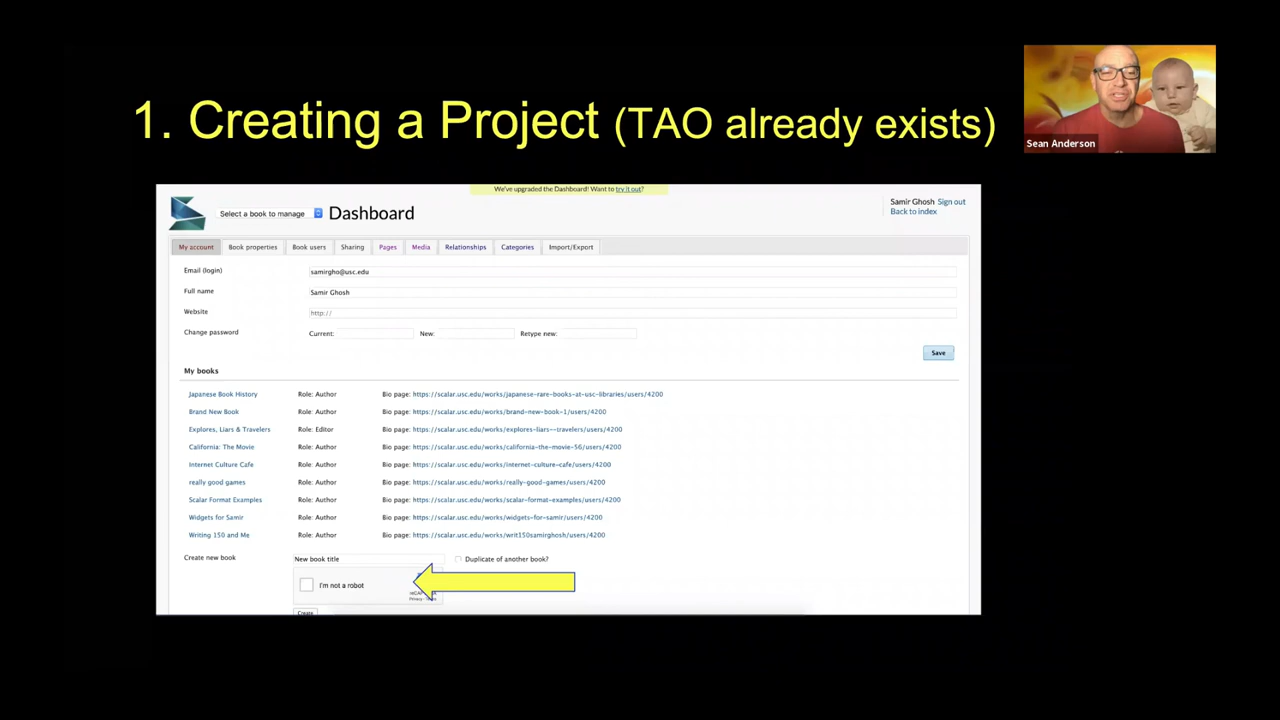 1. Creating a Project (TAO already exists)
Sean Anderson
We've upgraded the Dashboard! Want to try it out?
Select a book to manage Dashboard
Samir Ghosh Sign out
Back to index
My account Book properties Book users Sharing Pages Media Relationships Categories Import/Export
Email (login) samirgho@usc.edu
Full name Samir Ghosh
Website http://
Change password Current: New: Retype new:
Save
My books
Japanese Book History Role: Author Bio page: https://scalar.usc.edu/works/japanese-rare-books-at-usc-libraries/users/4200
Brand New Book Role: Author Bio page: https://scalar.usc.edu/works/brand-new-book-1/users/4200
Explores, Liars & Travelers Role: Editor Bio page: https://scalar.usc.edu/works/explores-liars--travelers/users/4200
California: The Movie Role: Author Bio page: https://scalar.usc.edu/works/california-the-movie-56/users/4200
Internet Culture Cafe Role: Author Bio page: https://scalar.usc.edu/works/internet-culture-cafe/users/4200
really good games Role: Author Bio page: https://scalar.usc.edu/works/really-good-games/users/4200
Scalar Format Examples Role: Author Bio page: https://scalar.usc.edu/works/scalar-format-examples/users/4200
Widgets for Samir Role: Author Bio page: https://scalar.usc.edu/works/widgets-for-samir/users/4200
Writing 150 and Me Role: Author Bio page: https://scalar.usc.edu/works/writ150samirghosh/users/4200
Create new book New book title Duplicate of another book?
I'm not a robot
Privacy
Create